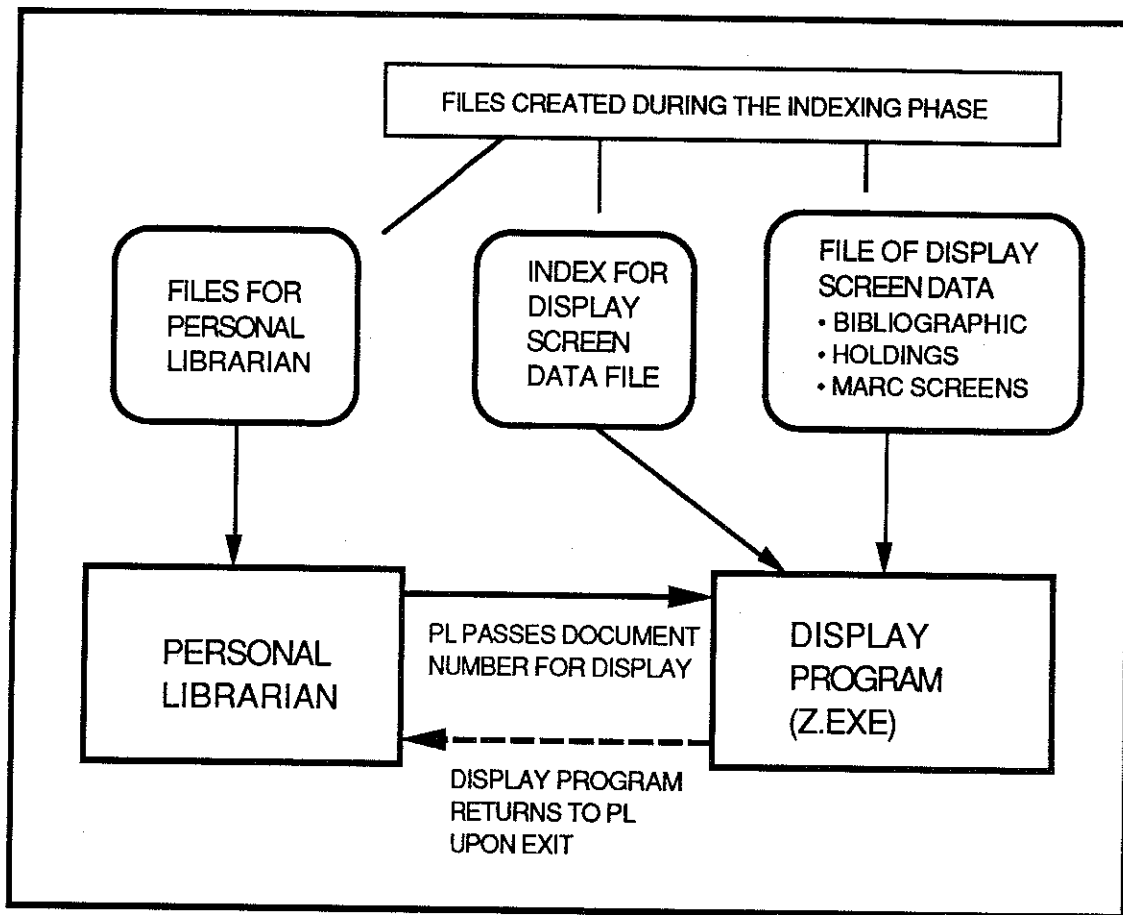 FILES CREATED DURING THE INDEXING PHASE
FILES FOR
PERSONAL
LIBRARIAN
INDEX FOR
DISPLAY
SCREEN
DATA FILE
FILE OF DISPLAY
SCREEN DATA
• BIBLIOGRAPHIC
• HOLDINGS
• MARC SCREENS
PERSONAL
LIBRARIAN
PL PASSES DOCUMENT
NUMBER FOR DISPLAY
DISPLAY
PROGRAM
(Z.EXE)
DISPLAY PROGRAM
RETURNS TO PL
UPON EXIT